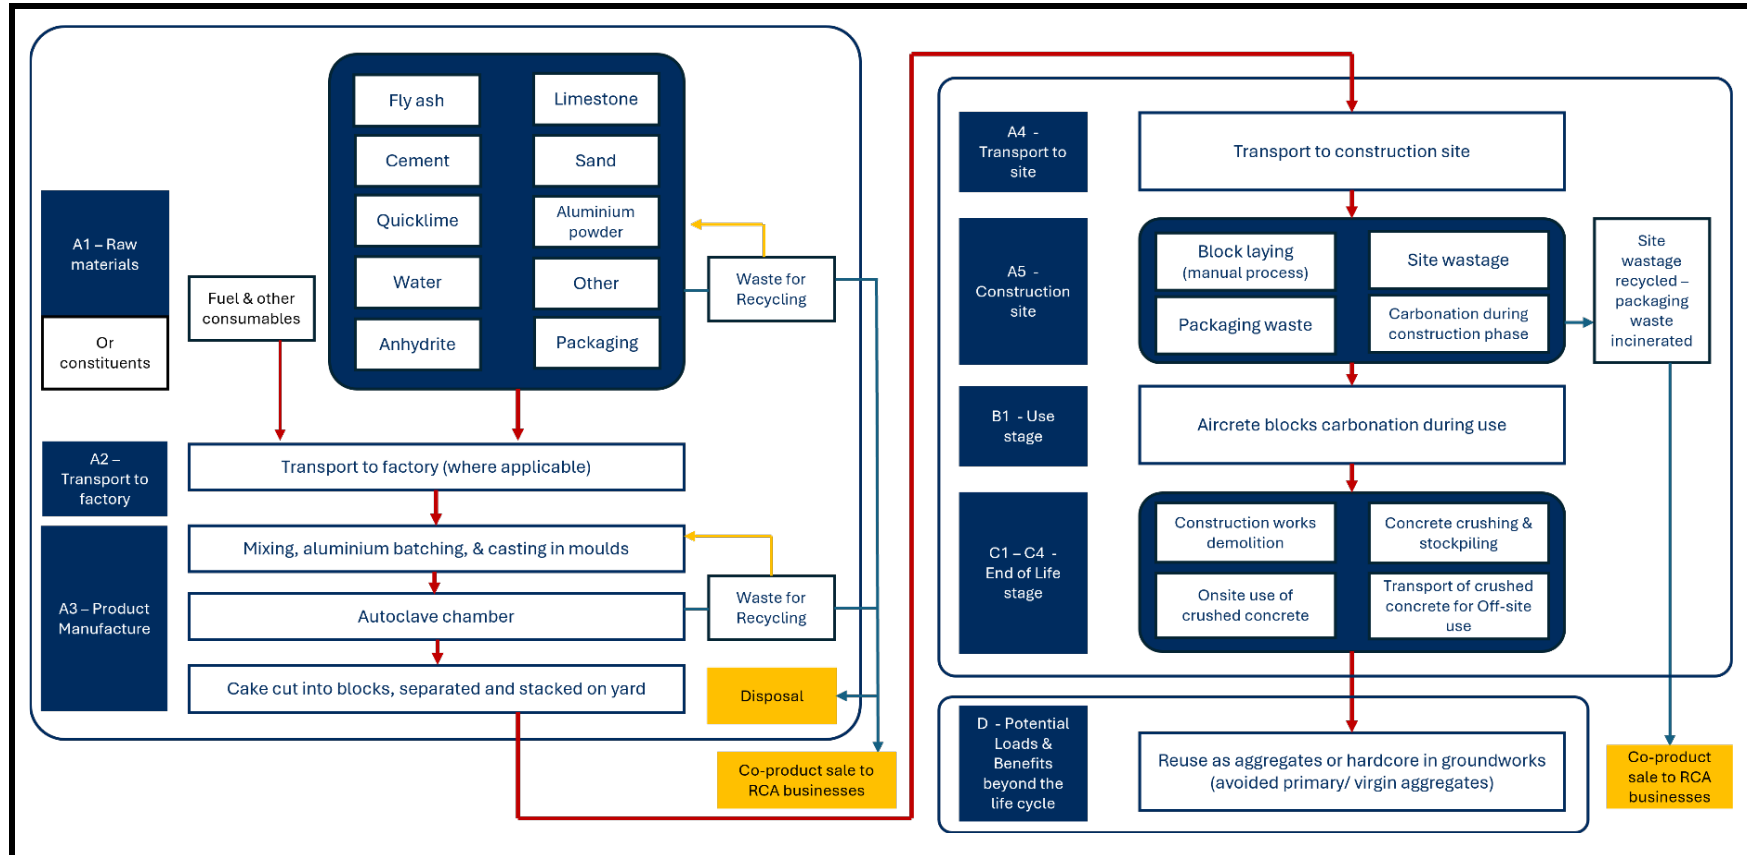 A1 – Raw
materials
Or
constituents
Fuel & other
consumables
Fly ash
Limestone
Cement
Sand
Quicklime
Aluminium
powder
Water
Other
Anhydrite
Packaging
Waste for
Recycling
A2 –
Transport to
factory
Transport to factory (where applicable)
A3 – Product
Manufacture
Mixing, aluminium batching, & casting in moulds
Autoclave chamber
Waste for
Recycling
Cake cut into blocks, separated and stacked on yard
Disposal
Co-product sale to
RCA businesses
A4 -
Transport to
site
Transport to construction site
A5 -
Construction
site
Block laying
(manual process)
Site wastage
Packaging waste
Carbonation during
construction phase
Site
wastage
recycled –
packaging
waste
incinerated
B1 - Use
stage
Aircrete blocks carbonation during use
C1 – C4 -
End of Life
stage
Construction works
demolition
Concrete crushing &
stockpiling
Onsite use of
crushed concrete
Transport of crushed
concrete for Off-site
use
D - Potential
Loads &
Benefits
beyond the
life cycle
Reuse as aggregates or hardcore in groundworks
(avoided primary/ virgin aggregates)
Co-product
sale to RCA
businesses